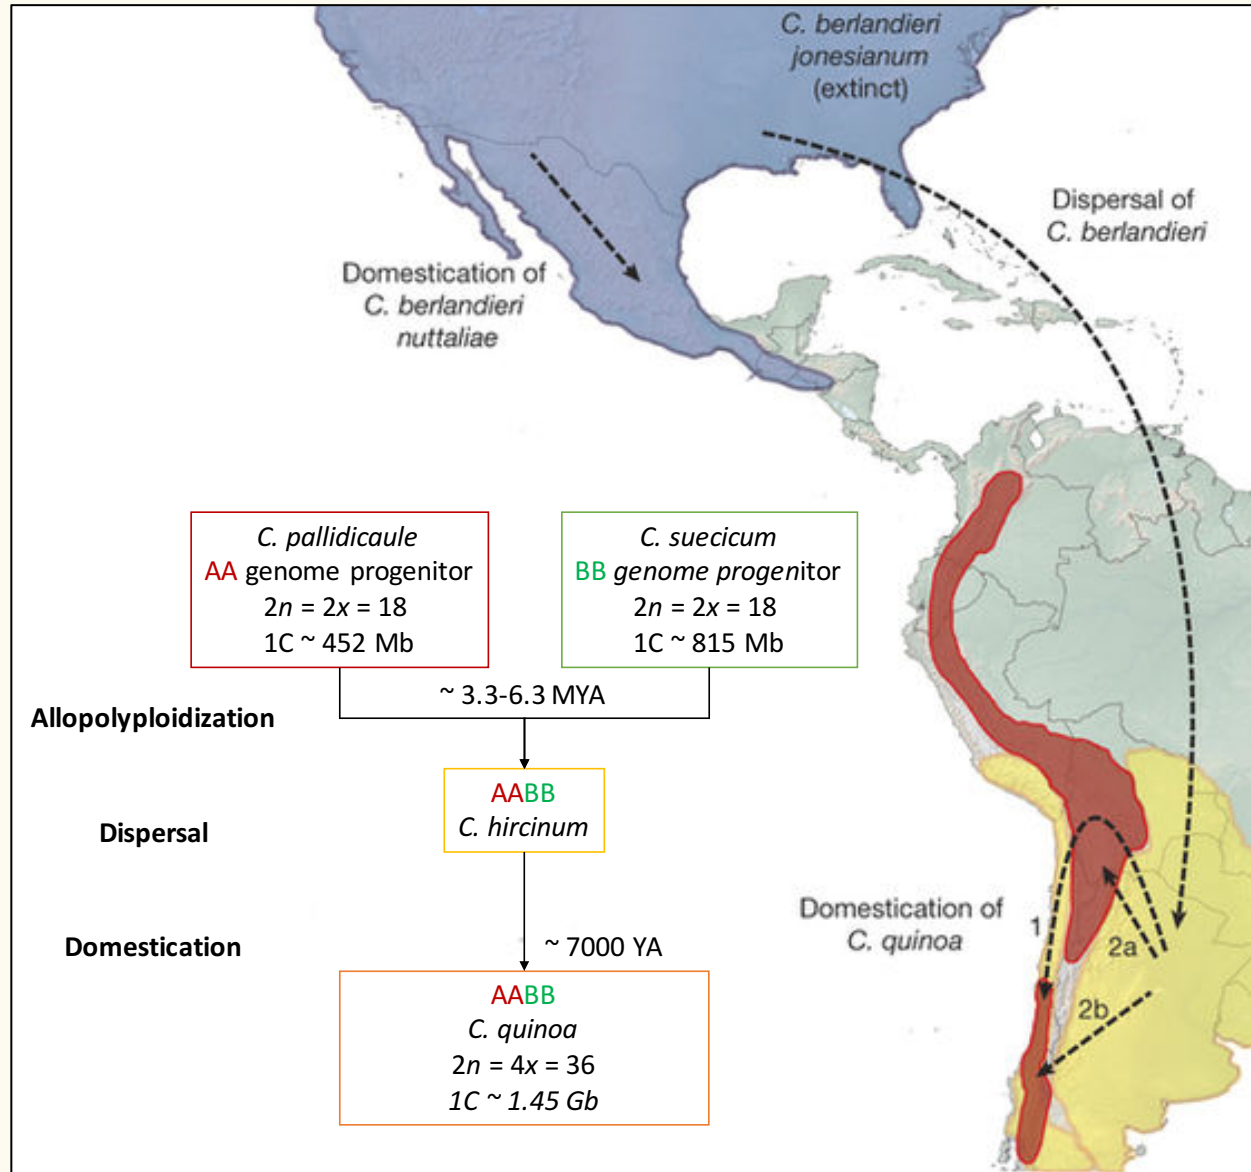 C. berlandieri
jonesianum
(extinct)
Dispersal of
C. berlandieri
Domestication of
C. berlandieri
nuttaliae
C. pallidicaule
AA genome progenitor
2n = 2x = 18
1C ~ 452 Mb
C. suecicum
BB genome progenitor
2n = 2x = 18
1C ~ 815 Mb
~ 3.3-6.3 MYA
Allopolyploidization
AABB
C. hircinum
Dispersal
Domestication of
C. quinoa
1
2a
2b
Domestication
~ 7000 YA
AABB
C. quinoa
2n = 4x = 36
1C ~ 1.45 Gb